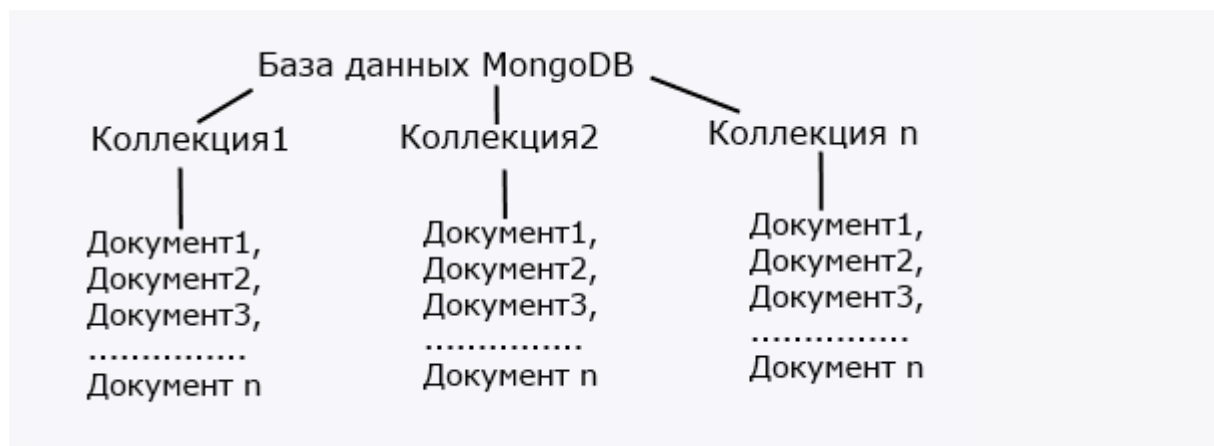 База данных MongoDB
Коллекция1
Коллекция2
Коллекция n
Документ1,
Документ2,
Документ3,
...............
Документ n
Документ1,
Документ2,
Документ3,
...............
Документ n
Документ1,
Документ2,
Документ3,
...............
Документ n